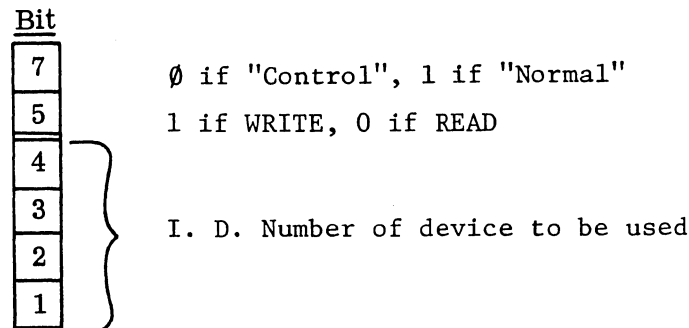 Bit
7 Ø if "Control", 1 if "Normal"
5 1 if WRITE, 0 if READ
4
3
I. D. Number of device to be used
2
1